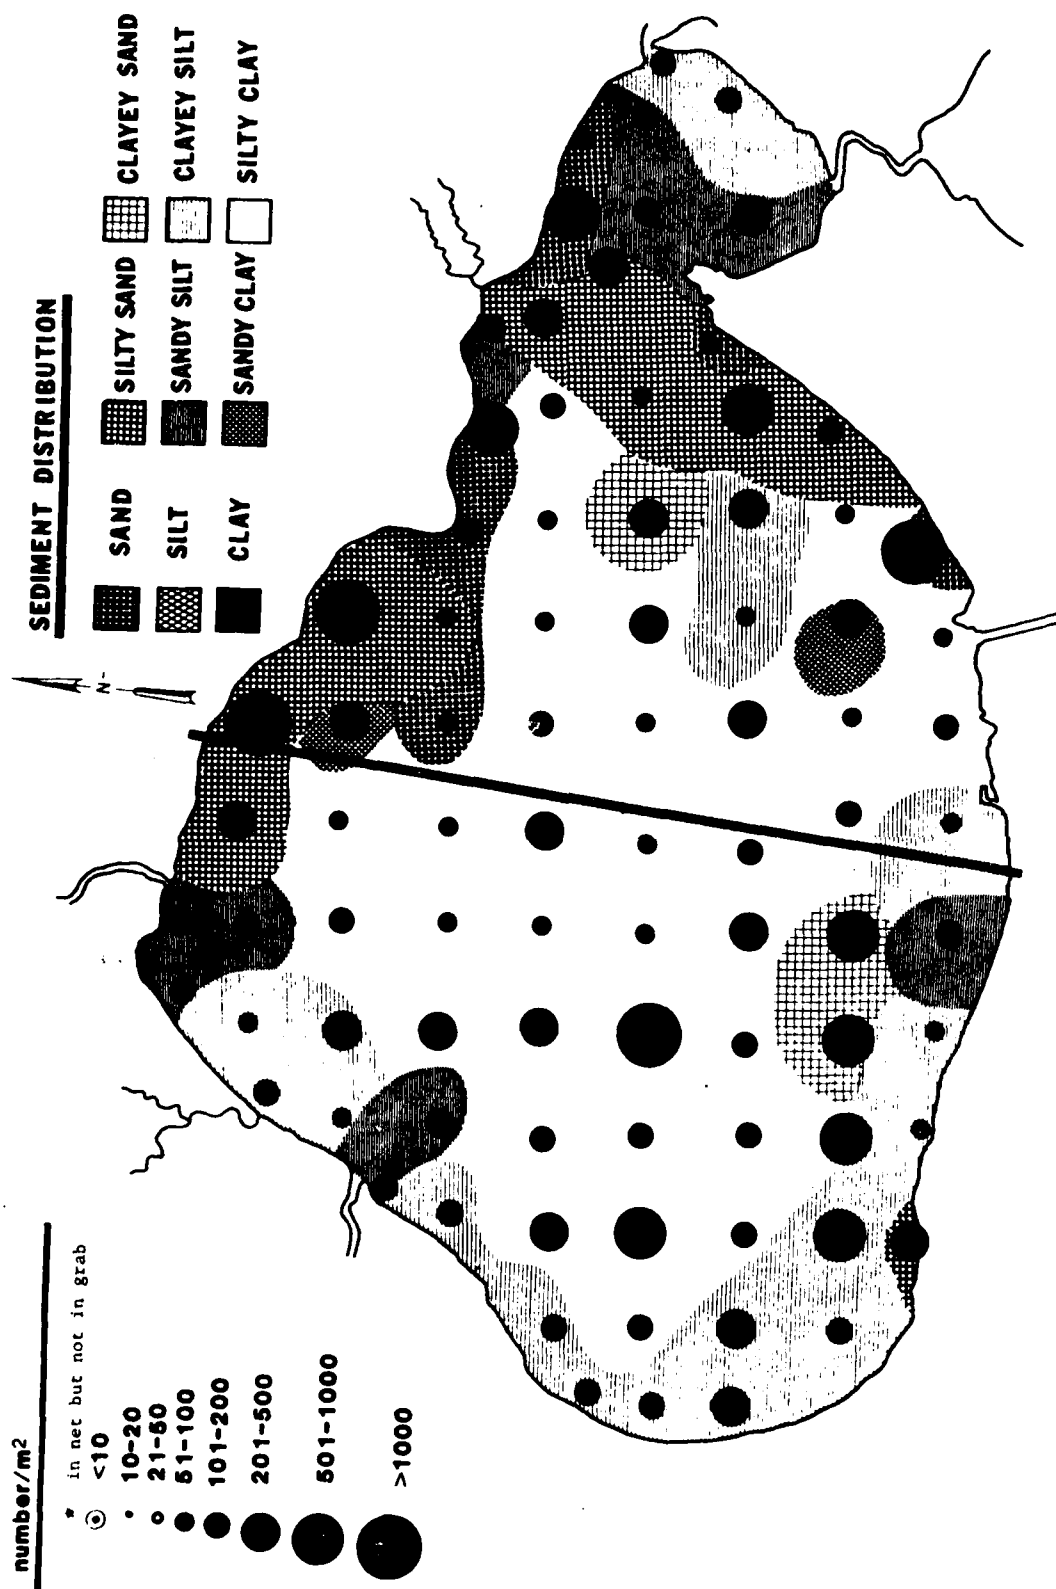 number/m²
* in net but not in grab
<10
10-20
21-50
51-100
101-200
201-500
501-1000
>1000
N
SEDIMENT DISTRIBUTION
SAND
SILTY SAND
CLAYEY SAND
SILT
SANDY SILT
CLAYEY SILT
CLAY
SANDY CLAY
SILTY CLAY